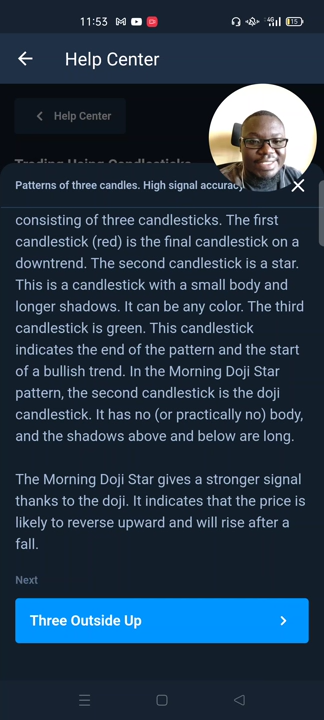 11:53
4G
15
Help Center
Help Center
Trading Using Candlesticks
Patterns of three candles. High signal accuracy
consisting of three candlesticks. The first
candlestick (red) is the final candlestick on a
downtrend. The second candlestick is a star.
This is a candlestick with a small body and
longer shadows. It can be any color. The third
candlestick is green. This candlestick
indicates the end of the pattern and the start
of a bullish trend. In the Morning Doji Star
pattern, the second candlestick is the doji
candlestick. It has no (or practically no) body,
and the shadows above and below are long.
The Morning Doji Star gives a stronger signal
thanks to the doji. It indicates that the price is
likely to reverse upward and will rise after a
fall.
Next
Three Outside Up